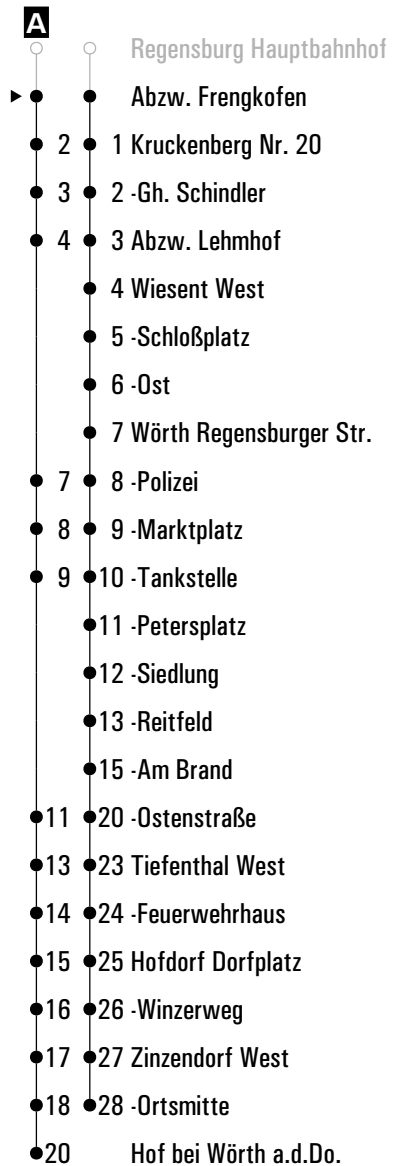 A
Regensburg Hauptbahnhof
Abzw. Frengkofen
2 1 Kruckenberg Nr. 20
3 2 -Gh. Schindler
4 3 Abzw. Lehmhof
4 Wiesent West
5 -Schloßplatz
6 -Ost
7 Wörth Regensburger Str.
7 8 -Polizei
8 9 -Marktplatz
9 10 -Tankstelle
11 -Petersplatz
12 -Siedlung
13 -Reitfeld
15 -Am Brand
11 20 -Ostenstraße
13 23 Tiefenthal West
14 24 -Feuerwehrhaus
15 25 Hofdorf Dorfplatz
16 26 -Winzerweg
17 27 Zinzendorf West
18 28 -Ortsmitte
20 Hof bei Wörth a.d.Do.